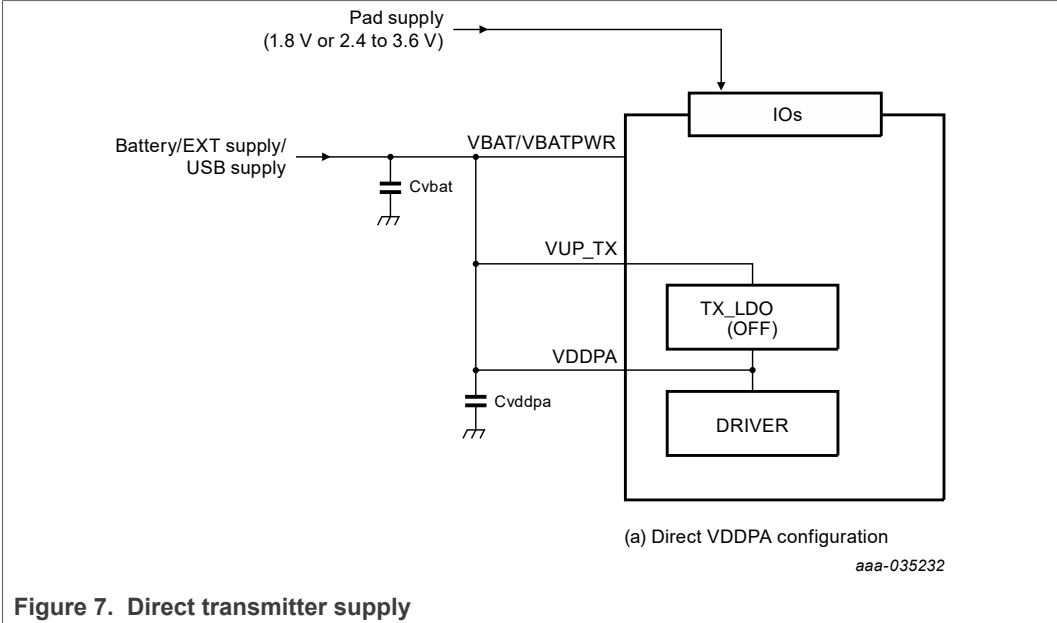 Pad supply
(1.8 V or 2.4 to 3.6 V)
IOs
Battery/EXT supply/
USB supply
VBAT/VBATPWR
Cvbat
VUP_TX
TX_LDO
(OFF)
VDDPA
Cvddpa
DRIVER
(a) Direct VDDPA configuration
aaa-035232
Figure 7. Direct transmitter supply